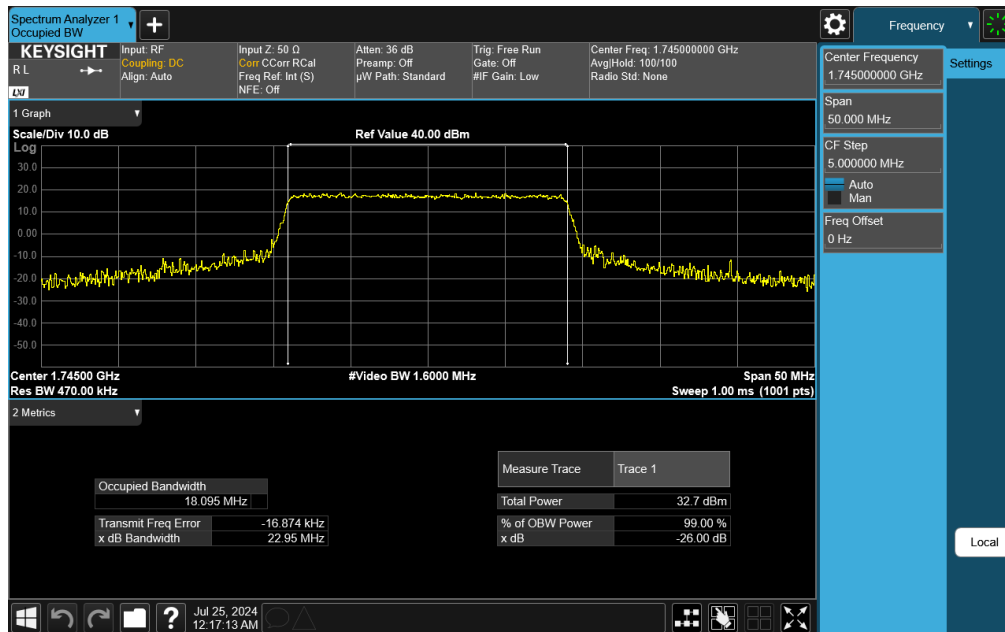 Spectrum Analyzer 1
Occupied BW
Frequency
KEYSIGHT
R L
LXI
Input: RF
Coupling: DC
Align: Auto
Input Z: 50 Ω
Corr CCorr RCal
Freq Ref: Int (S)
NFE: Off
Atten: 36 dB
Preamp: Off
µW Path: Standard
Trig: Free Run
Gate: Off
#IF Gain: Low
Center Freq: 1.745000000 GHz
Avg|Hold: 100/100
Radio Std: None
Center Frequency
1.745000000 GHz
Settings
Span
50.000 MHz
CF Step
5.000000 MHz
Auto
Man
Freq Offset
0 Hz
Local
1 Graph
Scale/Div 10.0 dB
Ref Value 40.00 dBm
Log
30.0
20.0
10.0
0.00
-10.0
-20.0
-30.0
-40.0
-50.0
Center 1.74500 GHz
#Video BW 1.6000 MHz
Span 50 MHz
Res BW 470.00 kHz
Sweep 1.00 ms (1001 pts)
2 Metrics
Measure Trace Trace 1
Occupied Bandwidth
18.095 MHz
Total Power 32.7 dBm
Transmit Freq Error -16.874 kHz
% of OBW Power 99.00 %
x dB Bandwidth 22.95 MHz
x dB -26.00 dB
Jul 25, 2024
12:17:13 AM